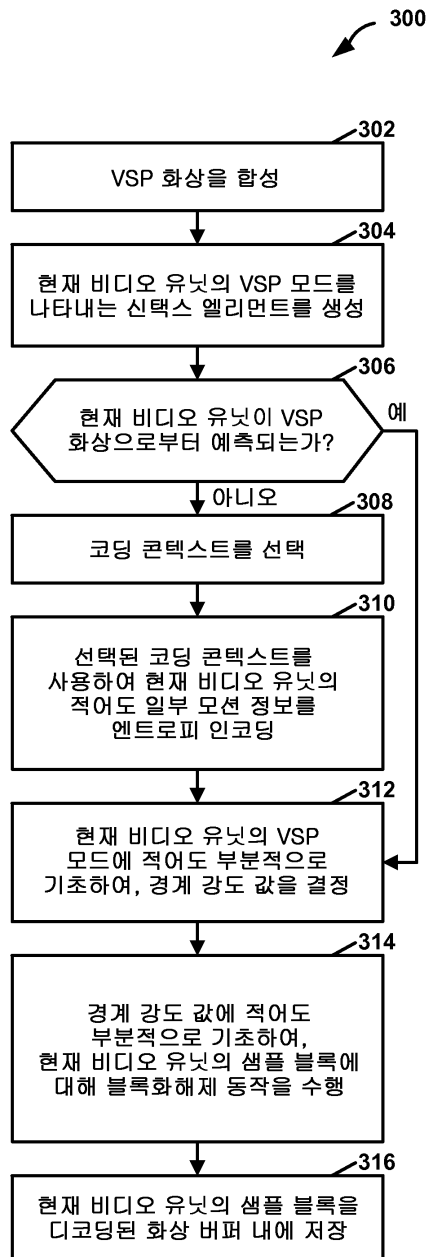 300
302
VSP 화상을 합성
304
현재 비디오 유닛의 VSP 모드를
나타내는 신택스 엘리먼트를 생성
306
현재 비디오 유닛이 VSP
화상으로부터 예측되는가?
예
아니오
308
코딩 콘텍스트를 선택
310
선택된 코딩 콘텍스트를
사용하여 현재 비디오 유닛의
적어도 일부 모션 정보를
엔트로피 인코딩
312
현재 비디오 유닛의 VSP
모드에 적어도 부분적으로
기초하여, 경계 강도 값을 결정
314
경계 강도 값에 적어도
부분적으로 기초하여,
현재 비디오 유닛의 샘플 블록에
대해 블록화해제 동작을 수행
316
현재 비디오 유닛의 샘플 블록을
디코딩된 화상 버퍼 내에 저장